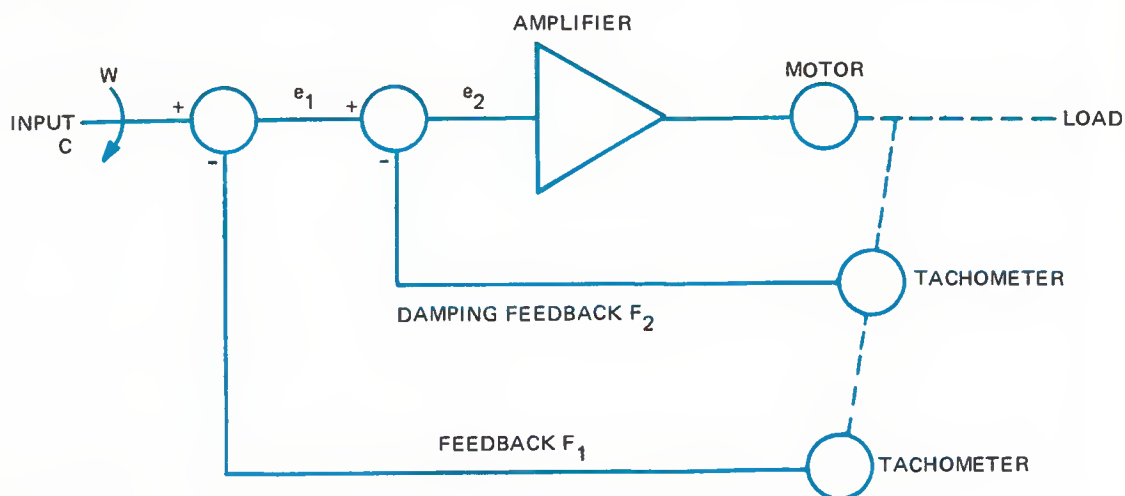 AMPLIFIER
MOTOR
W
+
e1
+
e2
INPUT
C
LOAD
-
-
TACHOMETER
DAMPING FEEDBACK F2
FEEDBACK F1
TACHOMETER